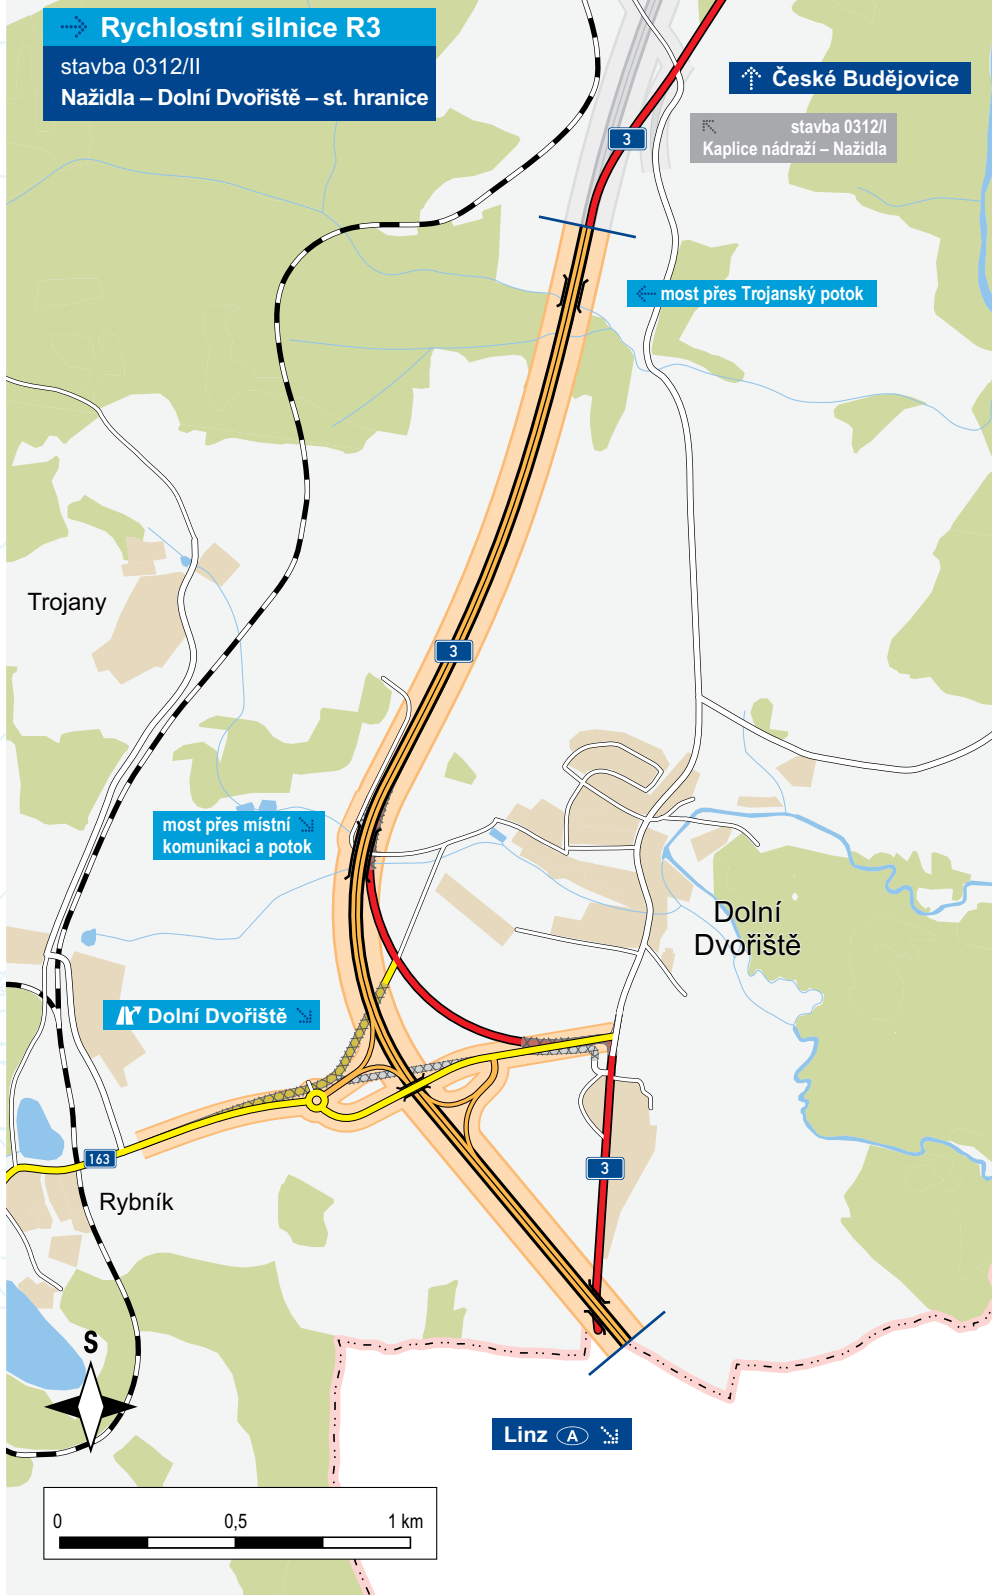 Rychlostní silnice R3
stavba 0312/II
Nažidla – Dolní Dvořiště – st. hranice
České Budějovice
stavba 0312/I
Kaplice nádraží – Nažidla
3
most přes Trojanský potok
Trojany
3
most přes místní
komunikaci a potok
Dolní
Dvořiště
Dolní Dvořiště
163
3
Rybník
S
Linz A
0 0,5 1 km